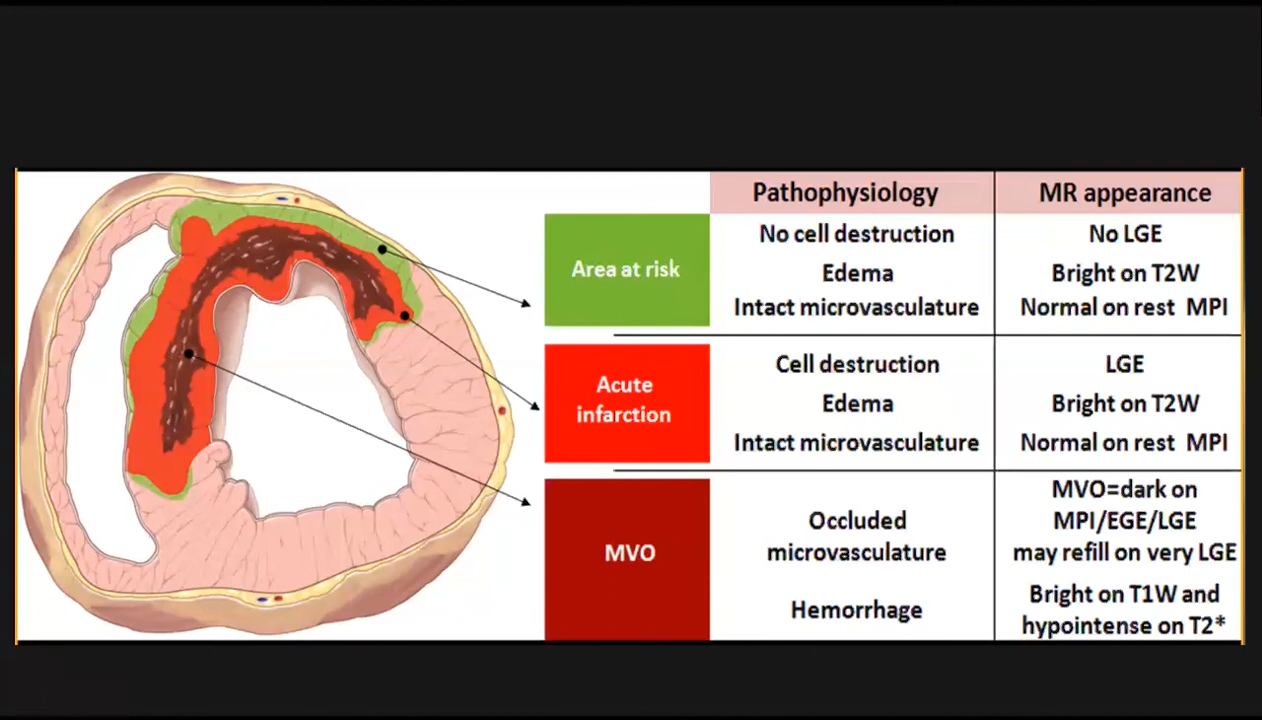 Pathophysiology MR appearance
Area at risk
No cell destruction No LGE
Edema Bright on T2W
Intact microvasculature Normal on rest MPI
Acute
infarction
Cell destruction LGE
Edema Bright on T2W
Intact microvasculature Normal on rest MPI
MVO
Occluded
microvasculature
MVO=dark on
MPI/EGE/LGE
may refill on very LGE
Hemorrhage
Bright on T1W and
hypointense on T2*